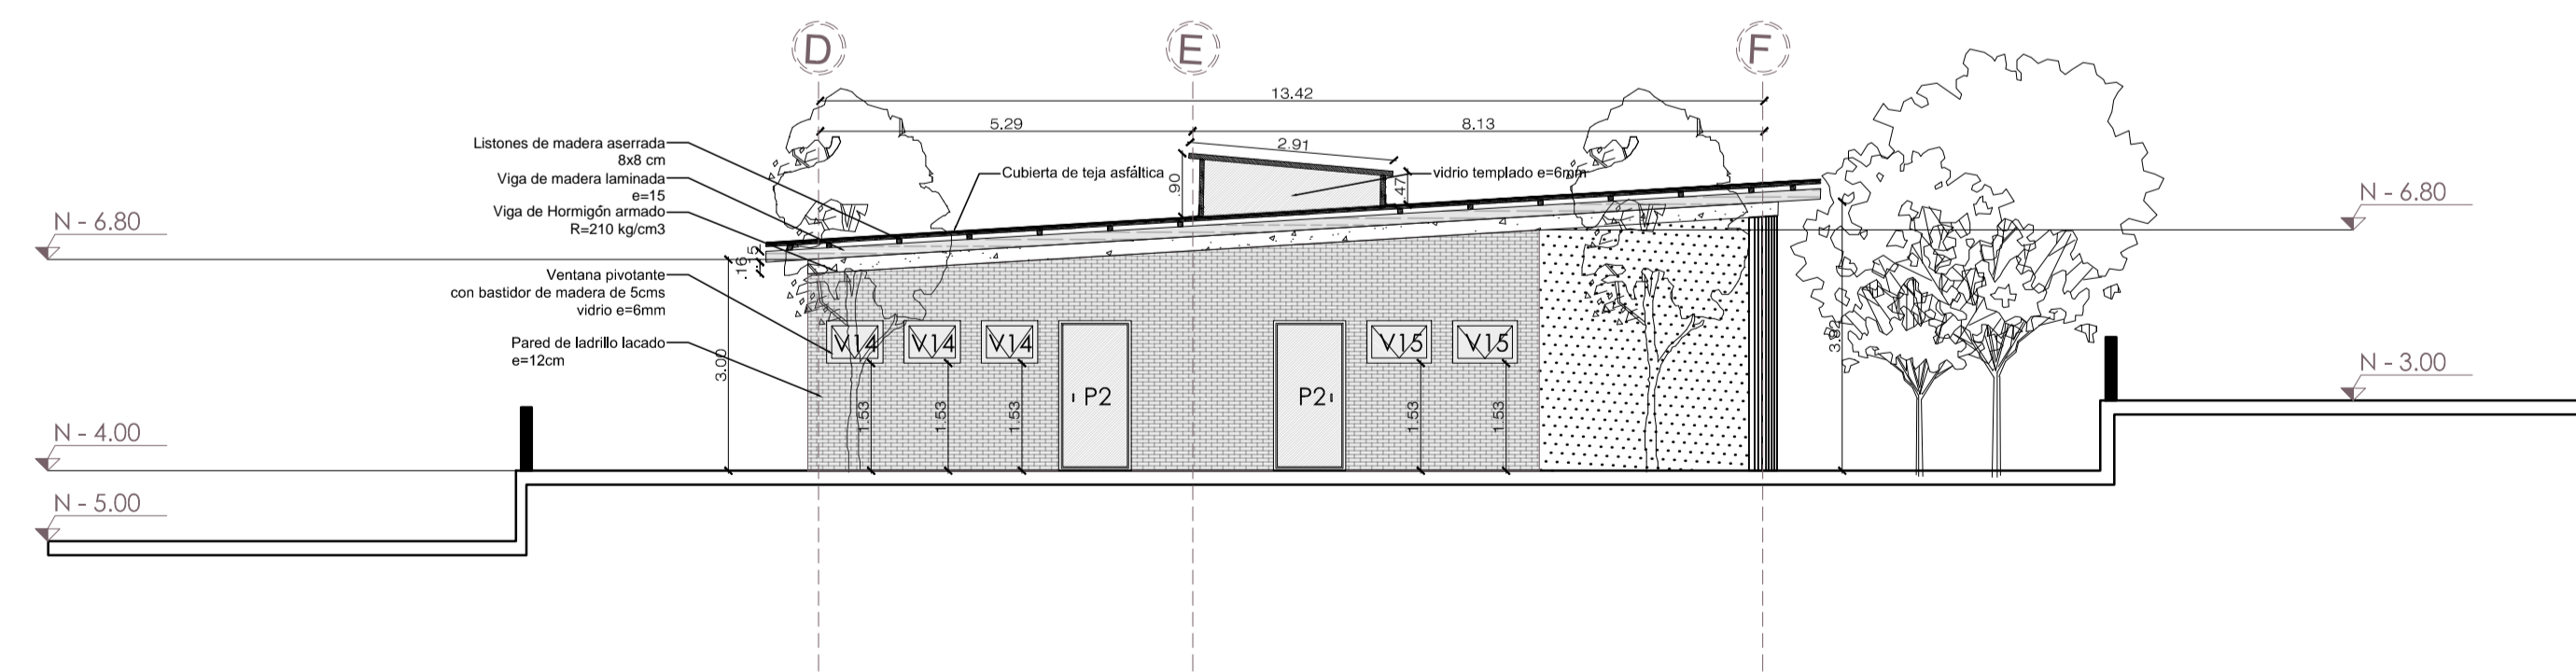 D
E
F
13.42
5.29
8.13
2.91
Listones de madera aserrada
8x8 cm
Viga de madera laminada
e=15
Viga de Hormigón armado
R=210 kg/cm3
Cubierta de teja asfáltica
.90
.47
vidrio templado e=6mm
N - 6.80
N - 6.80
.16
.15
Ventana pivotante
con bastidor de madera de 5cms
vidrio e=6mm
Pared de ladrillo lacado
e=12cm
V14
V14
V14
V15
V15
3.00
3.92
N - 3.00
P2
P2
1.53
1.53
1.53
1.53
1.53
N - 4.00
N - 5.00